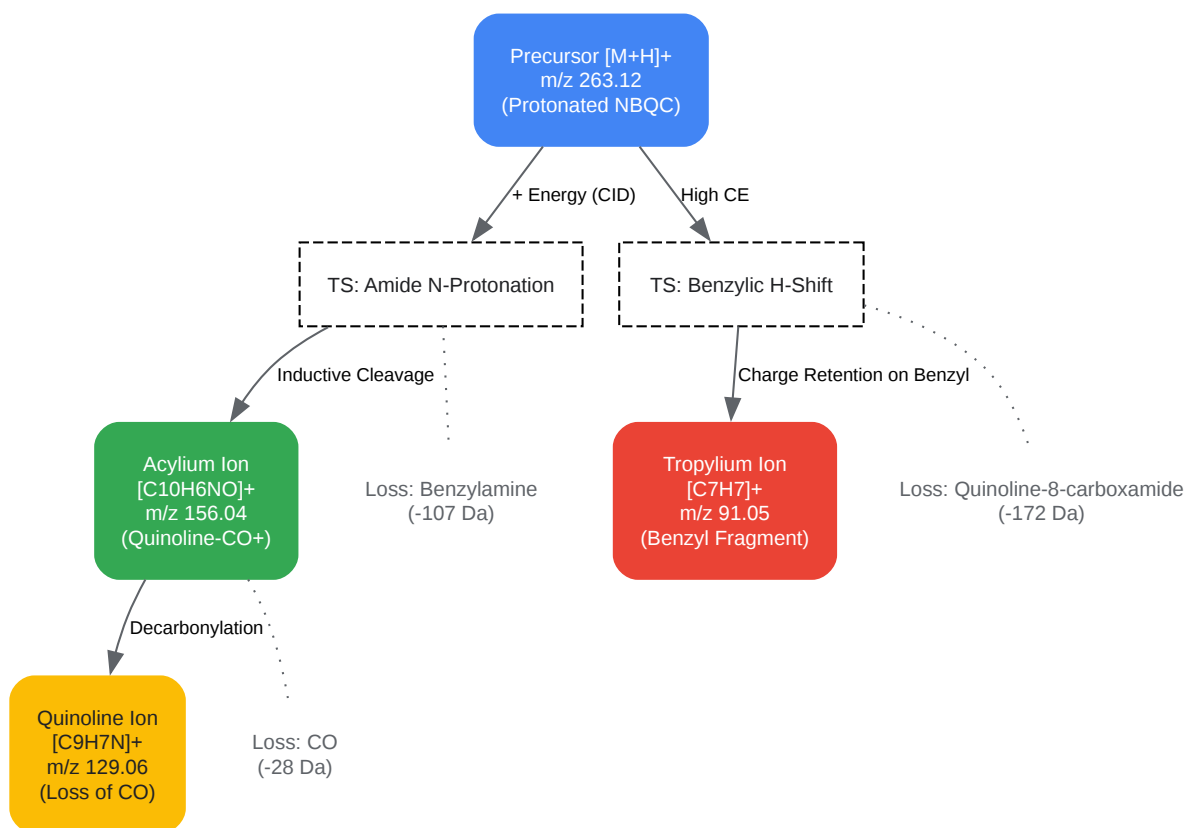 Precursor [M+H]+
m/z 263.12
(Protonated NBQC)
+ Energy (CID)
High CE
TS: Amide N-Protonation
TS: Benzylic H-Shift
Inductive Cleavage
Charge Retention on Benzyl
Acylium Ion
[C10H6NO]+
m/z 156.04
(Quinoline-CO+)
Loss: Benzylamine
(-107 Da)
Tropylium Ion
[C7H7]+
m/z 91.05
(Benzyl Fragment)
Loss: Quinoline-8-carboxamide
(-172 Da)
Decarbonylation
Quinoline Ion
[C9H7N]+
m/z 129.06
(Loss of CO)
Loss: CO
(-28 Da)